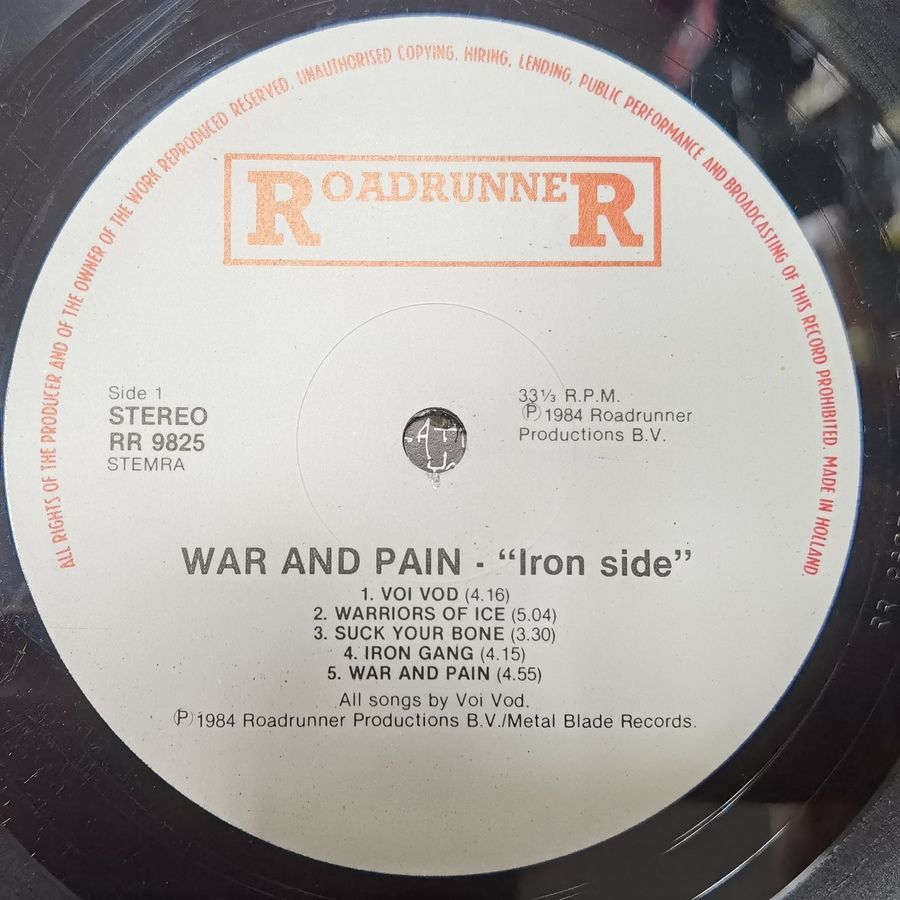 ALL RIGHTS OF THE PRODUCER AND OF THE OWNER OF THE WORK REPRODUCED RESERVED. UNAUTHORISED COPYING, HIRING, LENDING, PUBLIC PERFORMANCE AND BROADCASTING OF THIS RECORD PROHIBITED. MADE IN HOLLAND.
ROADRUNNER
Side 1
STEREO
RR 9825
STEMRA
33⅓ R.P.M.
Ⓟ 1984 Roadrunner
Productions B.V.
WAR AND PAIN - “Iron side”
1. VOI VOD (4.16)
2. WARRIORS OF ICE (5.04)
3. SUCK YOUR BONE (3.30)
4. IRON GANG (4.15)
5. WAR AND PAIN (4.55)
All songs by Voi Vod.
Ⓟ 1984 Roadrunner Productions B.V./Metal Blade Records.